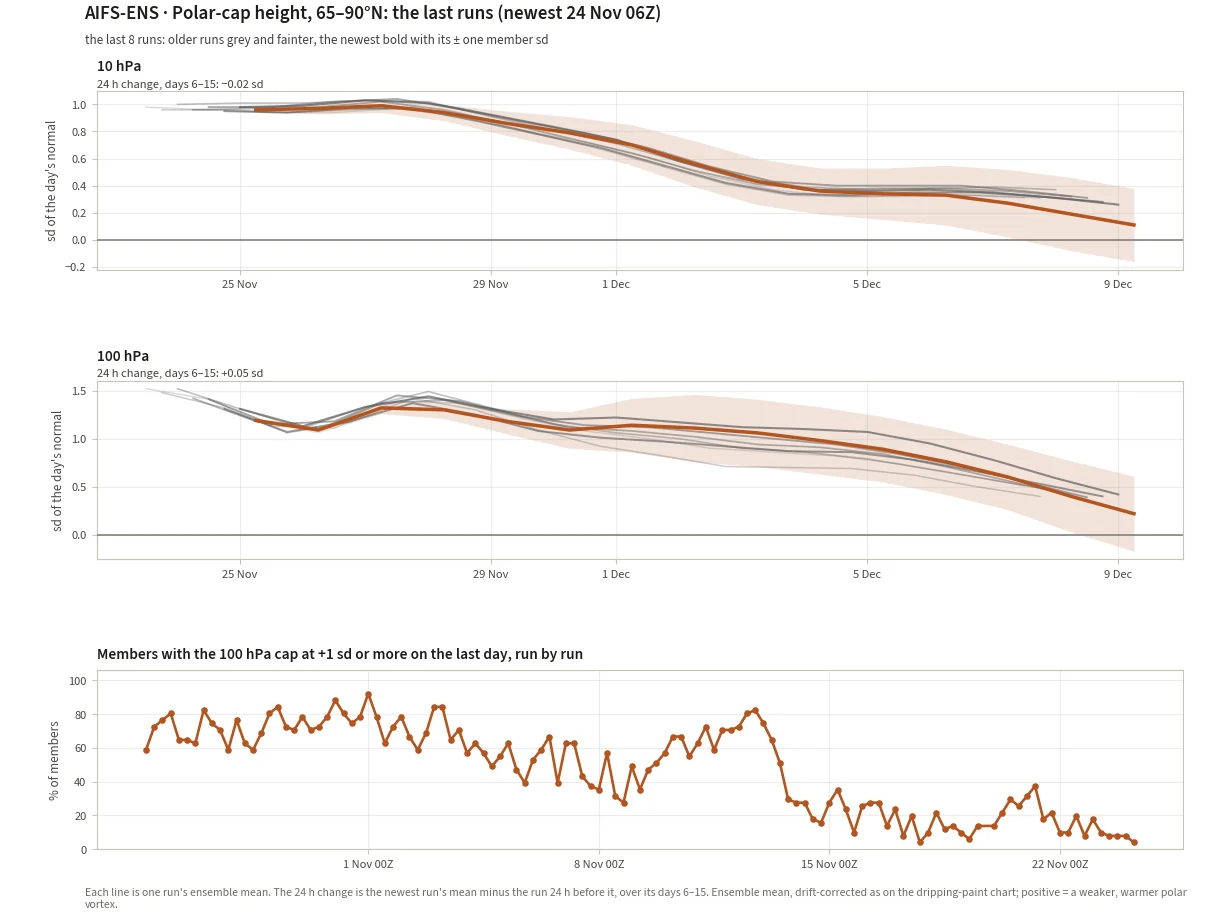 AIFS-ENS · Polar-cap height, 65–90°N: the last runs (newest 24 Nov 06Z)
the last 8 runs: older runs grey and fainter, the newest bold with its ± one member sd
10 hPa
24 h change, days 6–15: −0.02 sd
sd of the day's normal
1.0
0.8
0.6
0.4
0.2
0.0
−0.2
25 Nov
29 Nov
1 Dec
5 Dec
9 Dec
100 hPa
24 h change, days 6–15: +0.05 sd
sd of the day's normal
1.5
1.0
0.5
0.0
25 Nov
29 Nov
1 Dec
5 Dec
9 Dec
Members with the 100 hPa cap at +1 sd or more on the last day, run by run
% of members
100
80
60
40
20
0
1 Nov 00Z
8 Nov 00Z
15 Nov 00Z
22 Nov 00Z
Each line is one run's ensemble mean. The 24 h change is the newest run's mean minus the run 24 h before it, over its days 6–15. Ensemble mean, drift-corrected as on the dripping-paint chart; positive = a weaker, warmer polar
vortex.